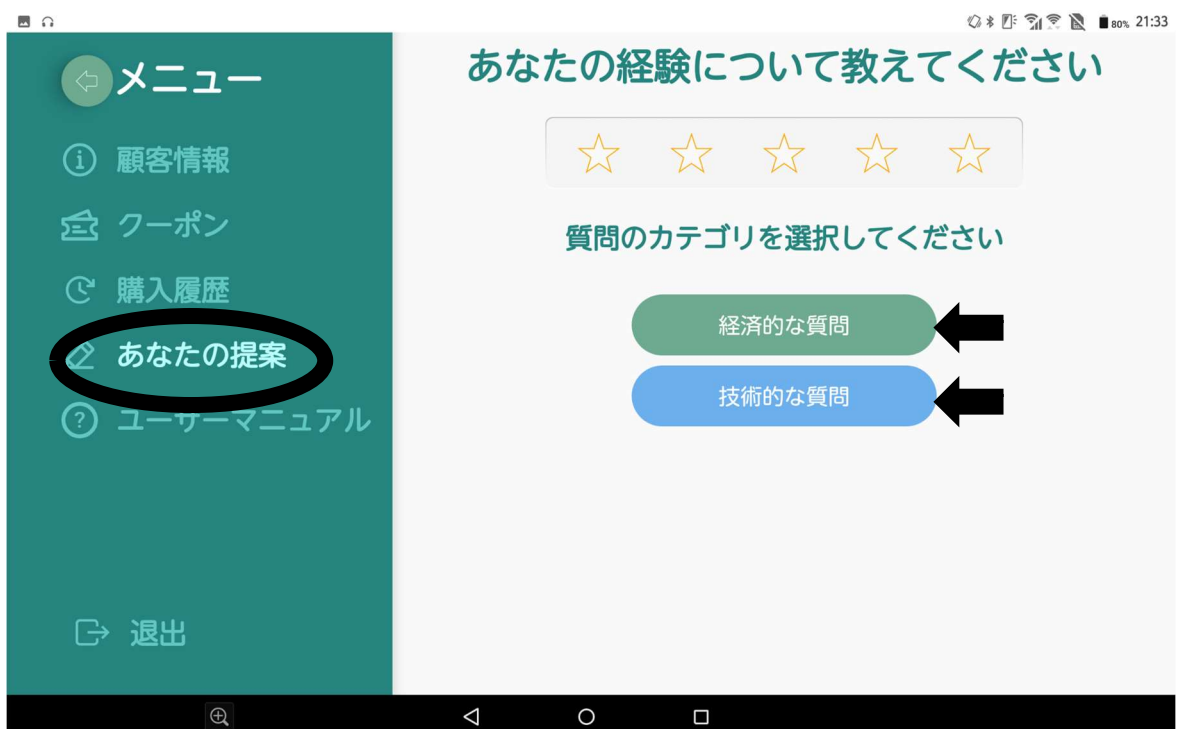 80% 21:33
メニュー
顧客情報
クーポン
購入履歴
あなたの提案
ユーザーマニュアル
退出
あなたの経験について教えてください
質問のカテゴリを選択してください
経済的な質問
技術的な質問